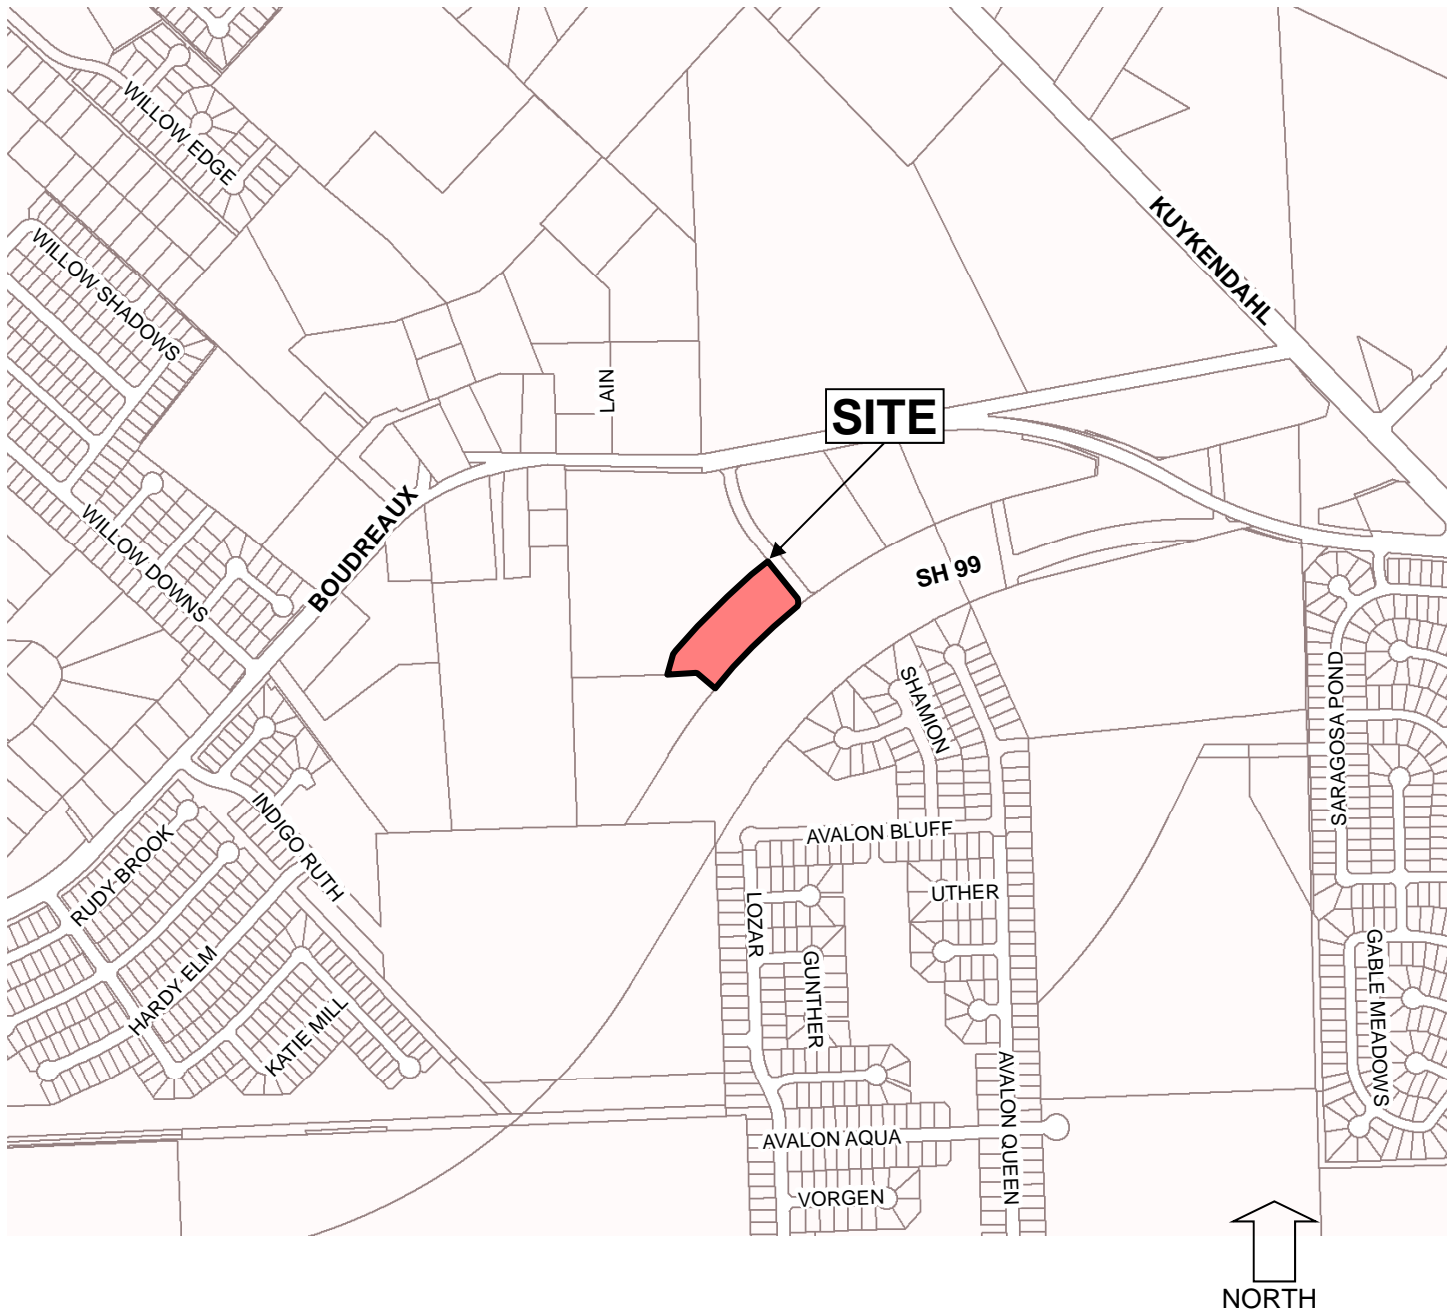 WILLOW EDGE
KUYKENDAHL
WILLOW SHADOWS
LAIN
SITE
BOUDREAUX
WILLOW DOWNS
SH 99
SHAMION
SARAGOSA POND
INDIGO RUTH
AVALON BLUFF
RUDY BROOK
UTHER
LOZAR
HARDY ELM
GUNTHER
GABLE MEADOWS
KATIE MILL
AVALON QUEEN
AVALON AQUA
VORGEN
NORTH